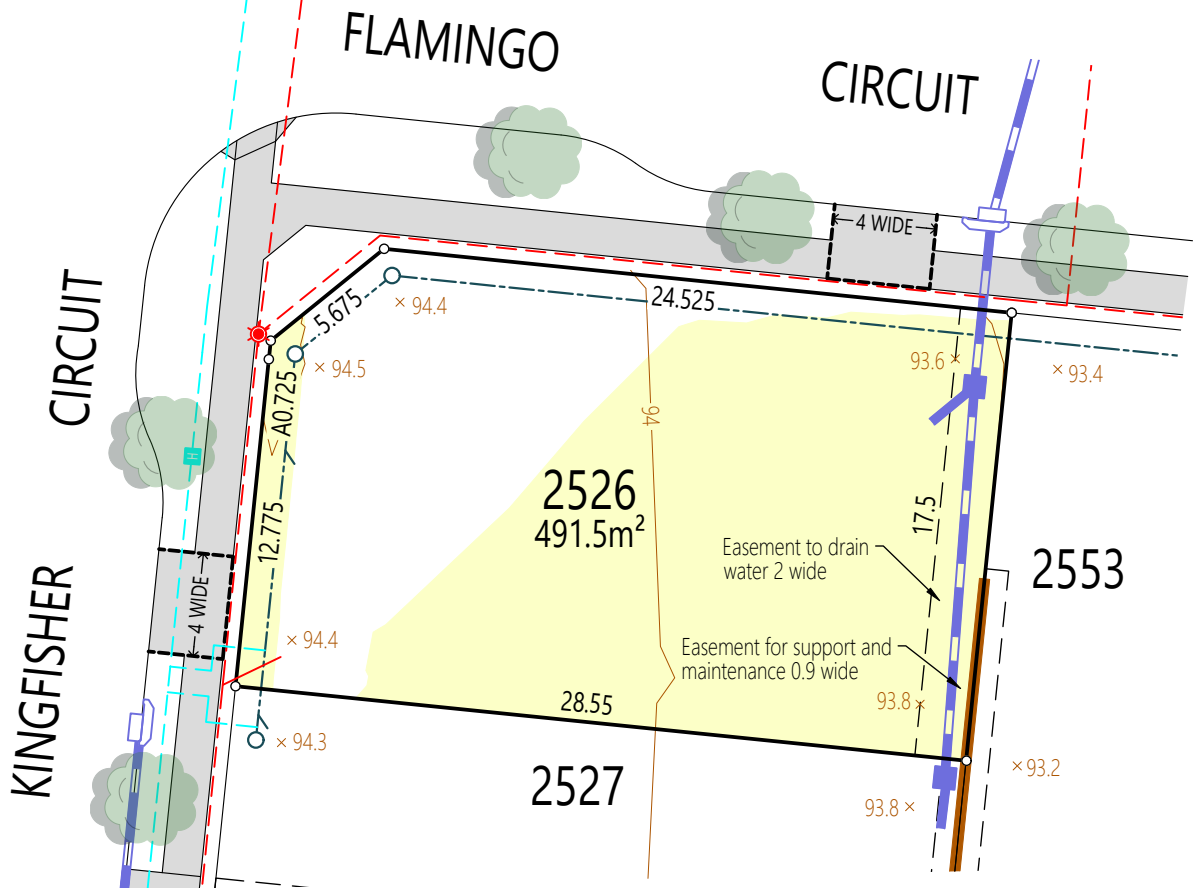 FLAMINGO
CIRCUIT
4 WIDE
5.675
24.525
× 94.4
× 94.5
93.6 ×
× 93.4
CIRCUIT
A0.725
94
H
2526
491.5m²
12.775
17.5
Easement to drain
water 2 wide
2553
4 WIDE
KINGFISHER
× 94.4
Easement for support and
maintenance 0.9 wide
93.8 ×
28.55
× 94.3
2527
× 93.2
93.8 ×